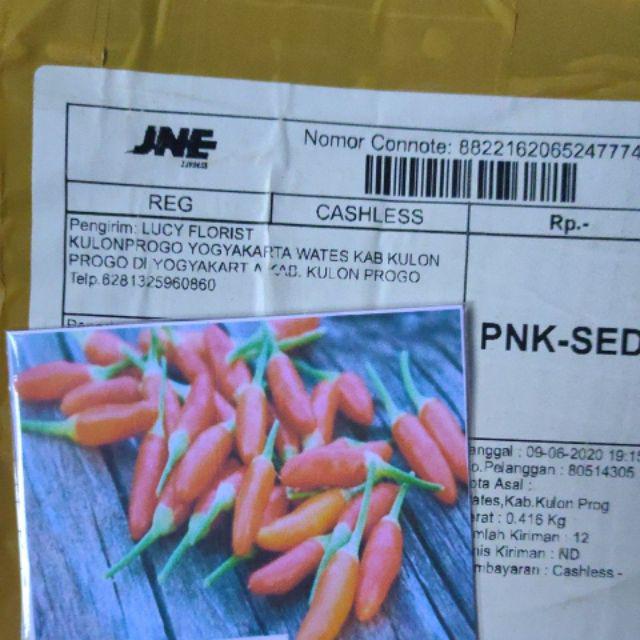 JNE
Nomor Connote: 8822162065247774
REG
CASHLESS
Rp.-
Pengirim: LUCY FLORIST
KULONPROGO YOGYAKARTA WATES KAB KULON
PROGO DI YOGYAKARTA KAB. KULON PROGO
Telp.6281325960860
PNK-SED
anggal : 09-06-2020 19:15
o.Pelanggan : 80514305
ota Asal :
Wates,Kab.Kulon Prog
erat : 0.416 Kg
mlah Kiriman : 12
nis Kiriman : ND
mbayaran : Cashless -